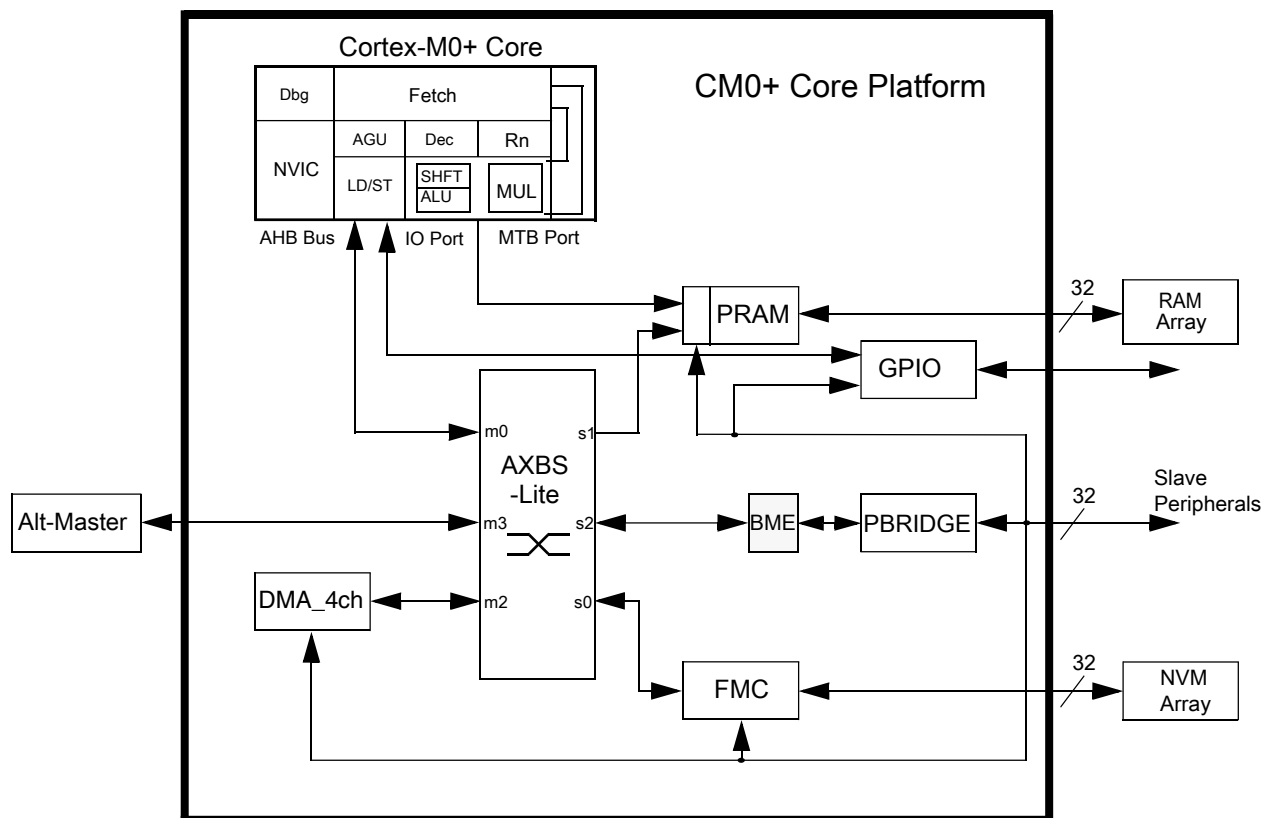 Cortex-M0+ Core
CM0+ Core Platform
Dbg
Fetch
AGU
Dec
Rn
NVIC
LD/ST
SHFT
ALU
MUL
AHB Bus
IO Port
MTB Port
32
PRAM
RAM
Array
GPIO
m0
s1
AXBS
-Lite
Alt-Master
m3
s2
BME
PBRIDGE
32
Slave
Peripherals
DMA_4ch
m2
s0
FMC
32
NVM
Array